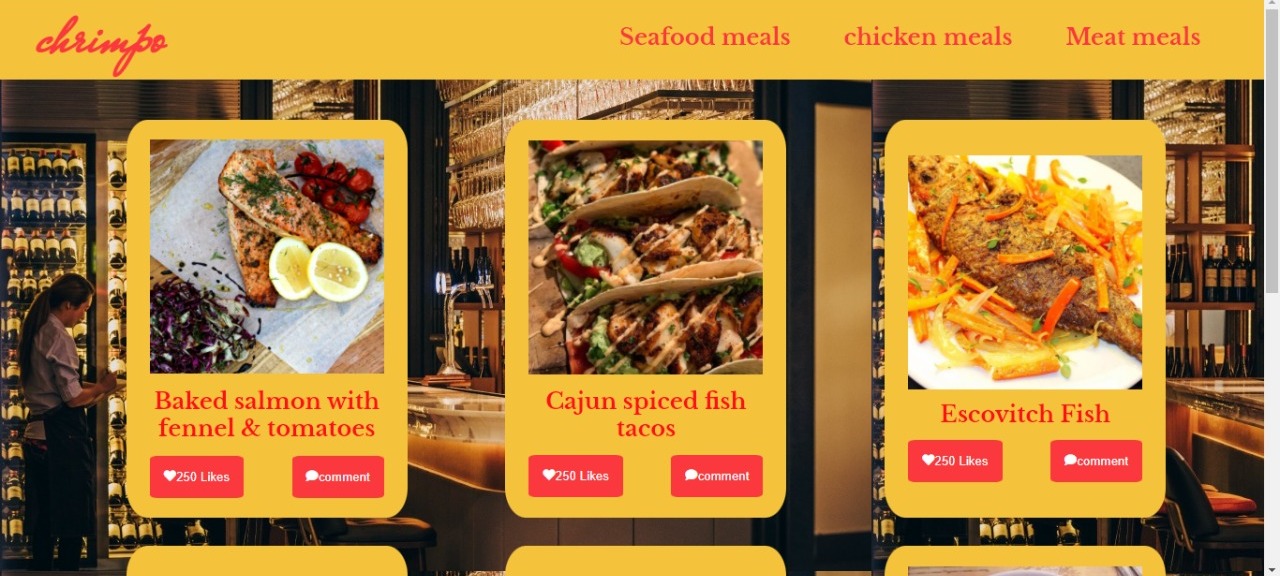 chrimpo
Seafood meals
chicken meals
Meat meals
Baked salmon with
fennel & tomatoes
250 Likes
comment
Cajun spiced fish
tacos
250 Likes
comment
Escovitch Fish
250 Likes
comment